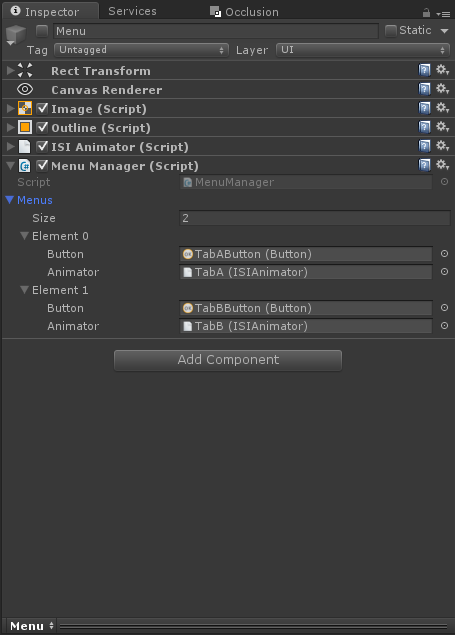 Inspector Services Occlusion
Menu Static
Tag Untagged Layer UI
Rect Transform
Canvas Renderer
Image (Script)
Outline (Script)
ISI Animator (Script)
Menu Manager (Script)
Script MenuManager
Menus
Size 2
Element 0
Button TabAButton (Button)
Animator TabA (ISIAnimator)
Element 1
Button TabBButton (Button)
Animator TabB (ISIAnimator)
Add Component
Menu